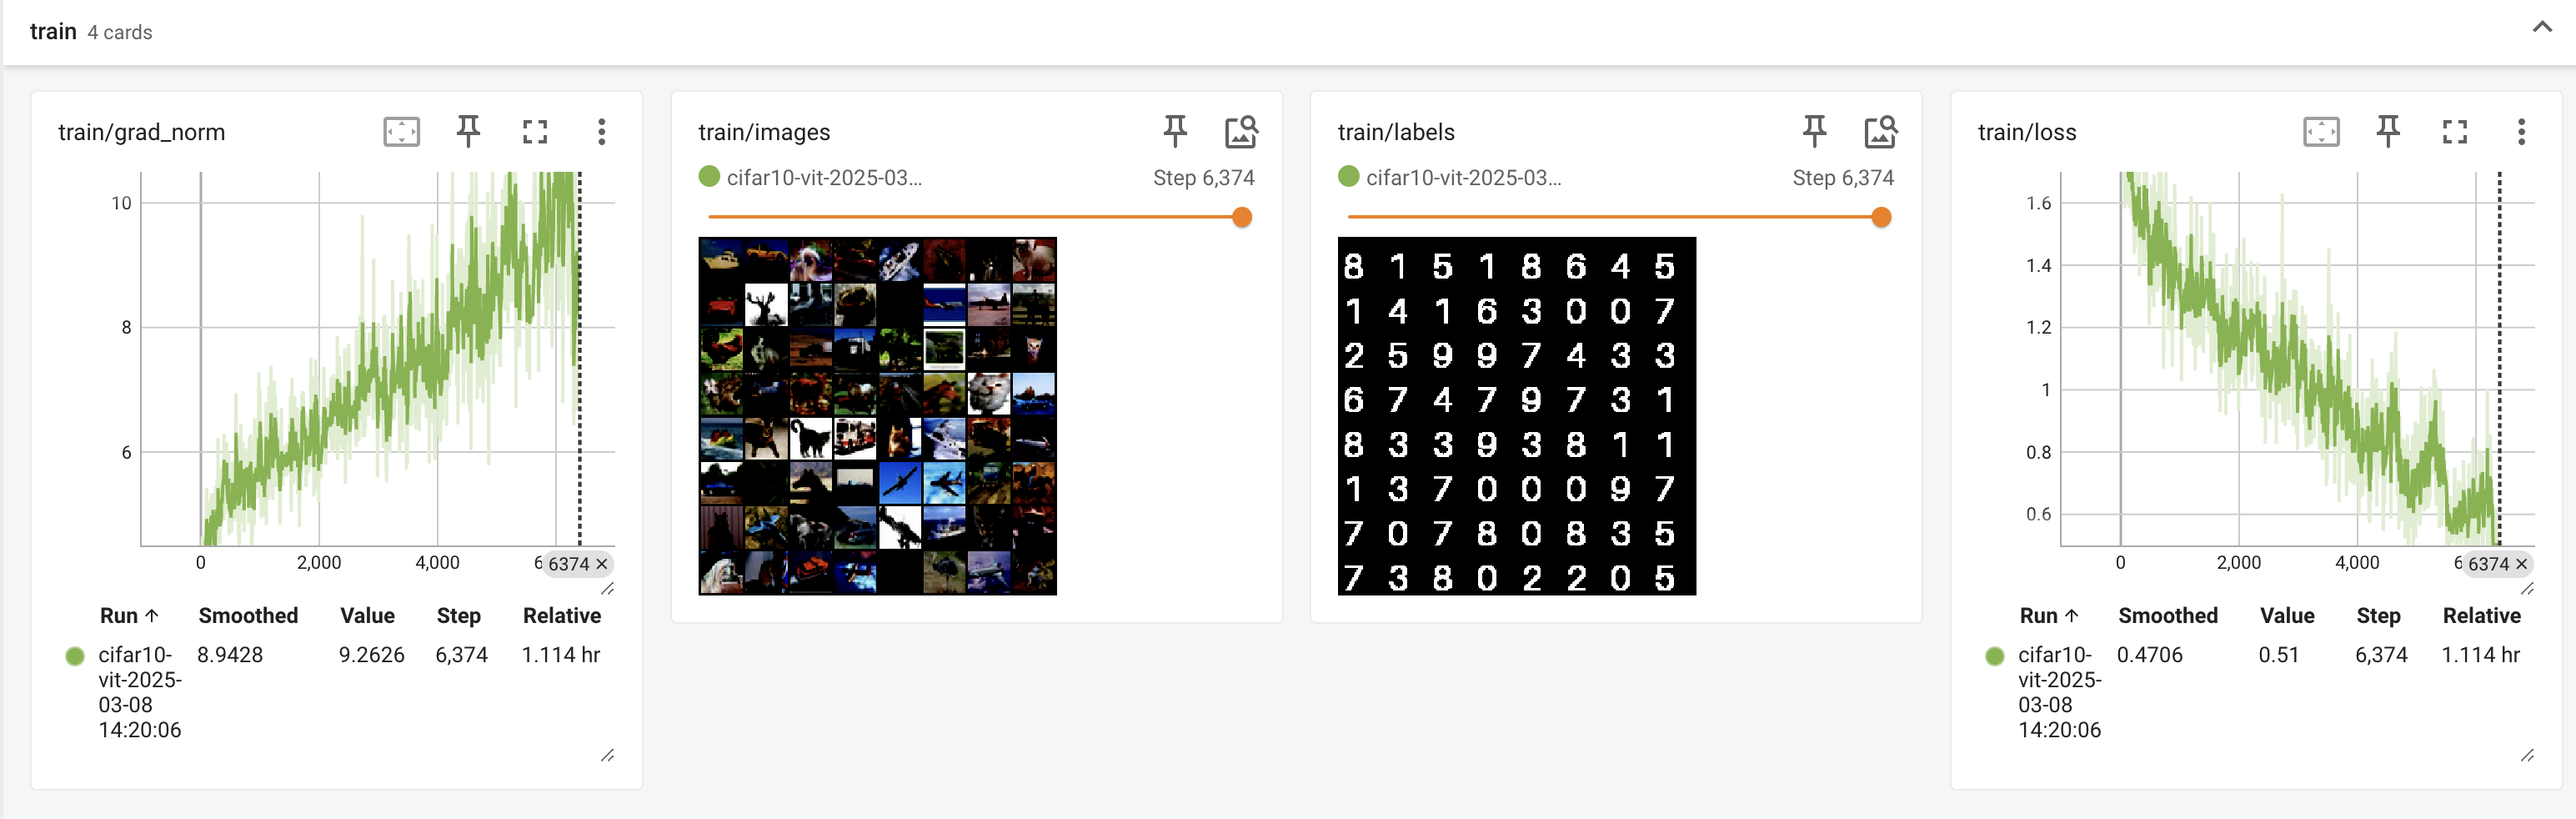 train 4 cards
train/grad_norm
10
8
6
0 2,000 4,000 6 6374 ×
Run ↑ Smoothed Value Step Relative
cifar10-vit-2025-03-08 14:20:06 8.9428 9.2626 6,374 1.114 hr
train/images
cifar10-vit-2025-03... Step 6,374
train/labels
cifar10-vit-2025-03... Step 6,374
8 1 5 1 8 6 4 5
1 4 1 6 3 0 0 7
2 5 9 9 7 4 3 3
6 7 4 7 9 7 3 1
8 3 3 9 3 8 1 1
1 3 7 0 0 0 9 7
7 0 7 8 0 8 3 5
7 3 8 0 2 2 0 5
train/loss
1.6
1.4
1.2
1
0.8
0.6
0 2,000 4,000 6 6374 ×
Run ↑ Smoothed Value Step Relative
cifar10-vit-2025-03-08 14:20:06 0.4706 0.51 6,374 1.114 hr